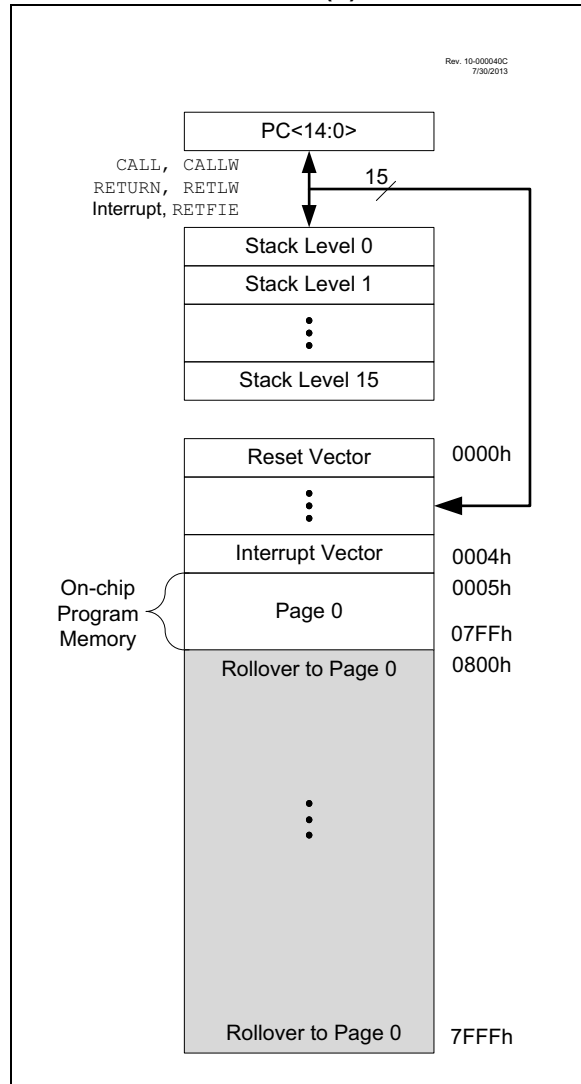 Rev. 10-000040C
7/30/2013
PC<14:0>
CALL, CALLW
RETURN, RETLW
Interrupt, RETFIE
15
Stack Level 0
Stack Level 1
Stack Level 15
Reset Vector
0000h
Interrupt Vector
0004h
On-chip
Program
Memory
Page 0
0005h
07FFh
Rollover to Page 0
0800h
Rollover to Page 0
7FFFh